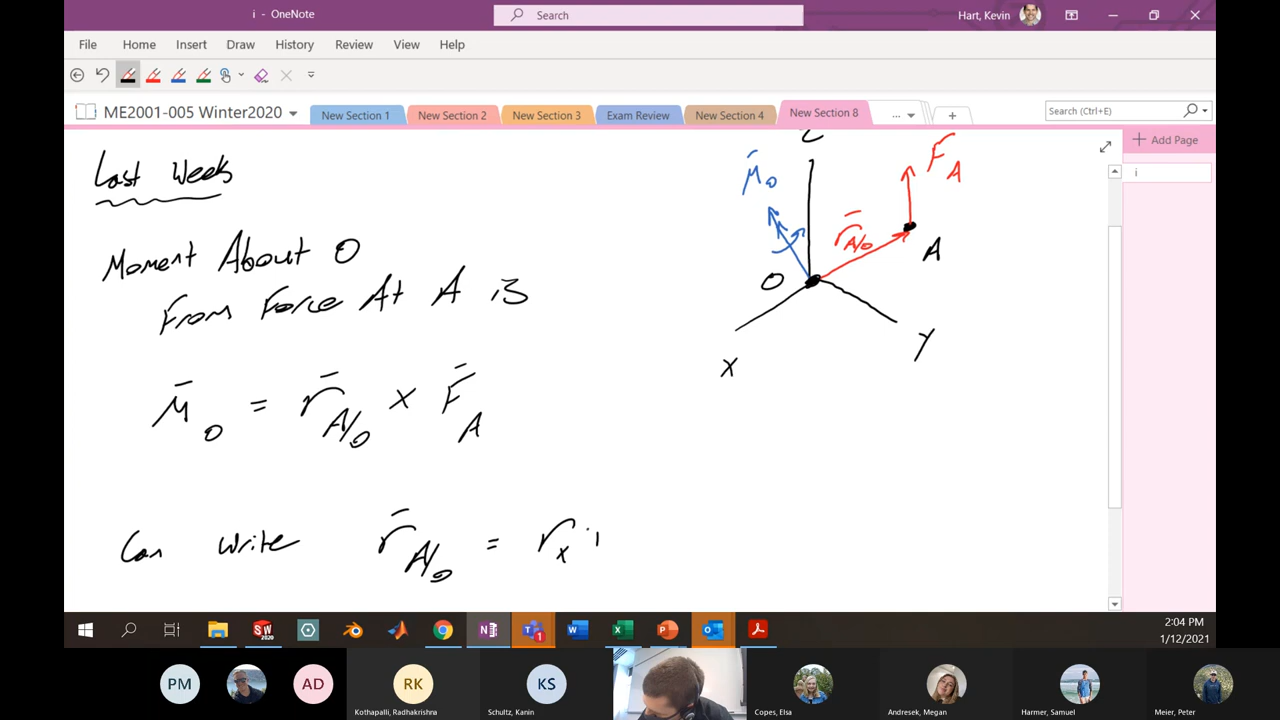 i - OneNote
Search
Hart, Kevin
File Home Insert Draw History Review View Help
ME2001-005 Winter2020
New Section 1
New Section 2
New Section 3
Exam Review
New Section 4
New Section 8
...
Search (Ctrl+E)
Add Page
i
Last Weeks
Moment About O
From Force At A is
M̄O = r̄A/O × F̄A
Can write r̄A/O = rx i
M̄O
r̄A/O
F̄A
A
O
X
Y
2:04 PM
1/12/2021
PM
AD
RK
Kothapalli, Radhakrishna
KS
Schultz, Kanin
Copes, Elsa
Andresek, Megan
Harmer, Samuel
Meier, Peter